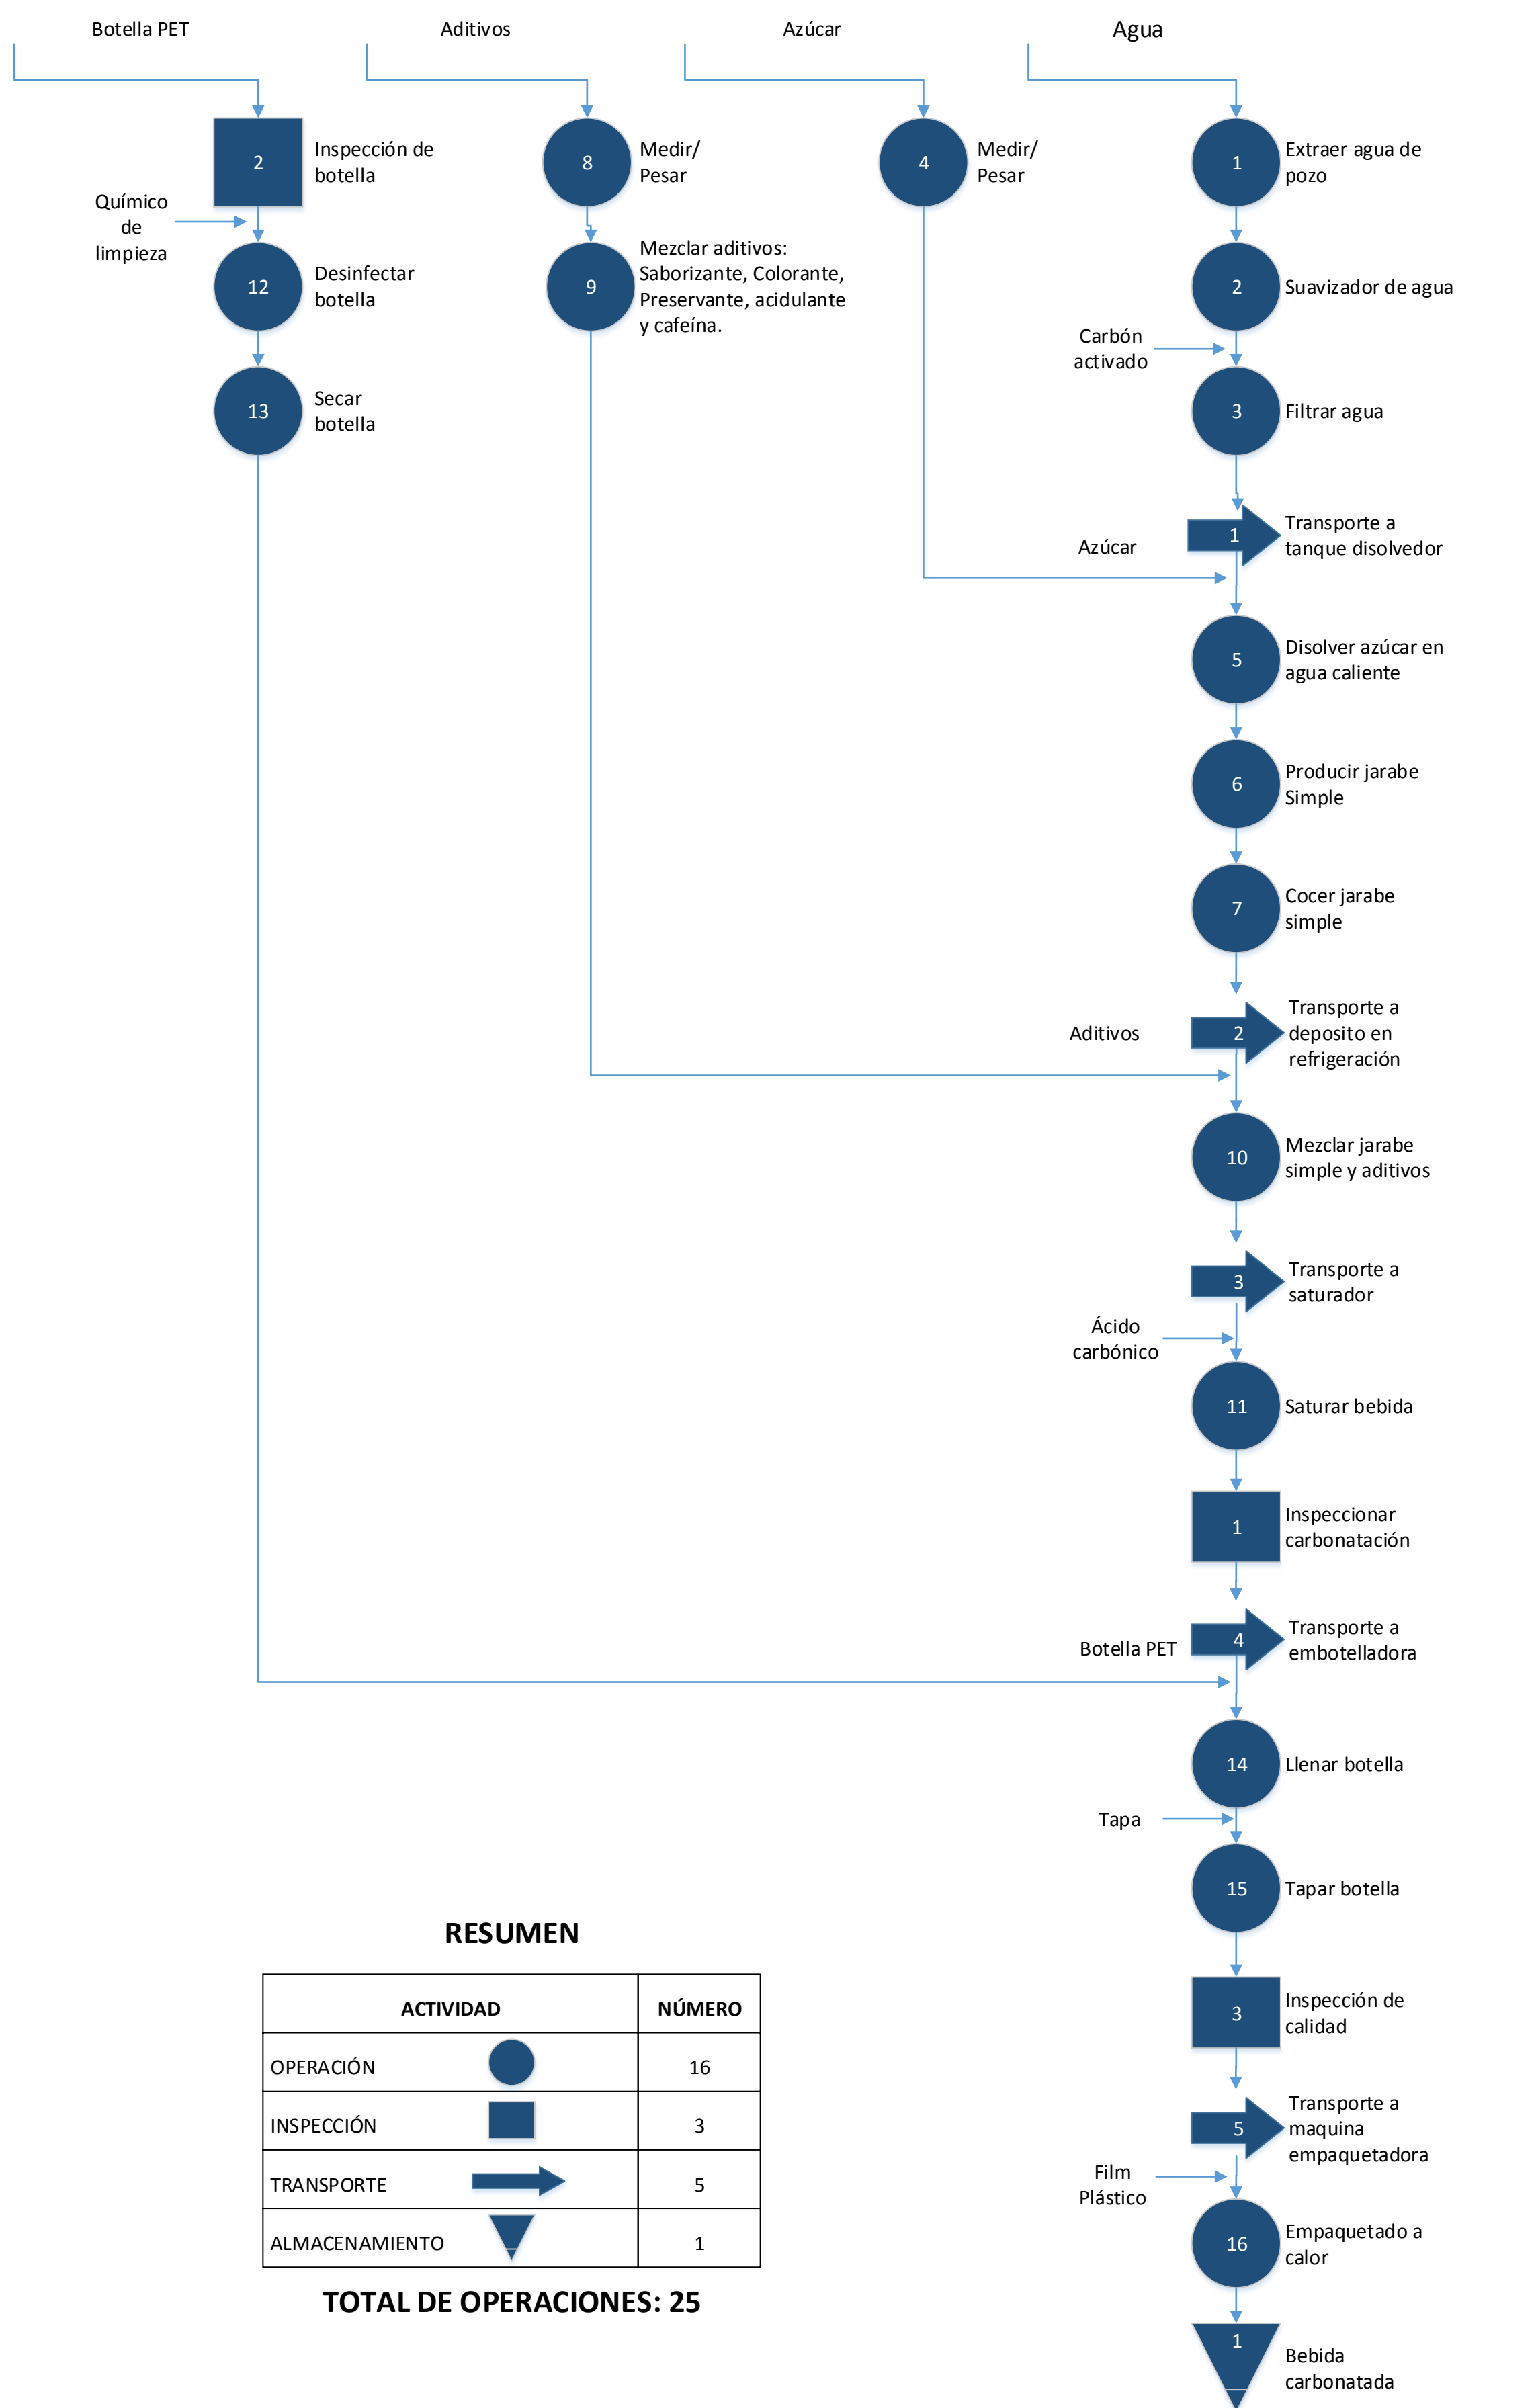 Botella PET
Aditivos
Azúcar
Agua
2
Inspección de
botella
8
Medir/
Pesar
4
Medir/
Pesar
1
Extraer agua de
pozo
Químico
de
limpieza
12
Desinfectar
botella
9
Mezclar aditivos:
Saborizante, Colorante,
Preservante, acidulante
y cafeína.
2
Suavizador de agua
Carbón
activado
13
Secar
botella
3
Filtrar agua
Azúcar
1
Transporte a
tanque disolvedor
5
Disolver azúcar en
agua caliente
6
Producir jarabe
Simple
7
Cocer jarabe
simple
Aditivos
2
Transporte a
deposito en
refrigeración
10
Mezclar jarabe
simple y aditivos
3
Transporte a
saturador
Ácido
carbónico
11
Saturar bebida
1
Inspeccionar
carbonatación
Botella PET
4
Transporte a
embotelladora
14
Llenar botella
Tapa
15
Tapar botella
3
Inspección de
calidad
5
Transporte a
maquina
empaquetadora
Film
Plástico
16
Empaquetado a
calor
1
Bebida
carbonatada
RESUMEN
ACTIVIDAD NÚMERO
OPERACIÓN 16
INSPECCIÓN 3
TRANSPORTE 5
ALMACENAMIENTO 1
TOTAL DE OPERACIONES: 25